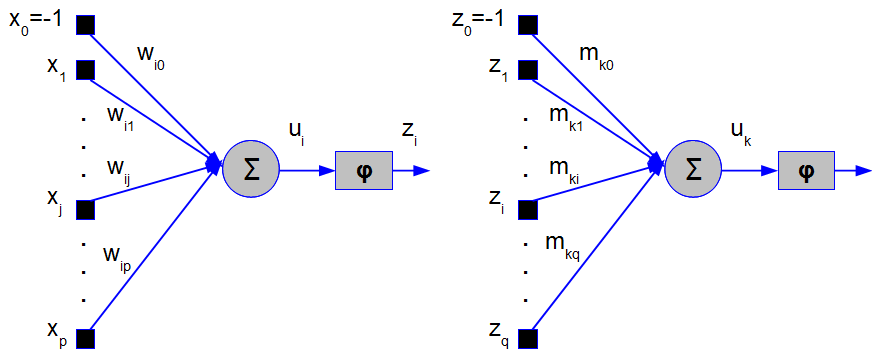 x0=-1
wi0
x1
wi1
ui
zi
Σ
φ
wij
xj
wip
xp
z0=-1
mk0
z1
mk1
uk
Σ
φ
mki
zi
mkq
zq